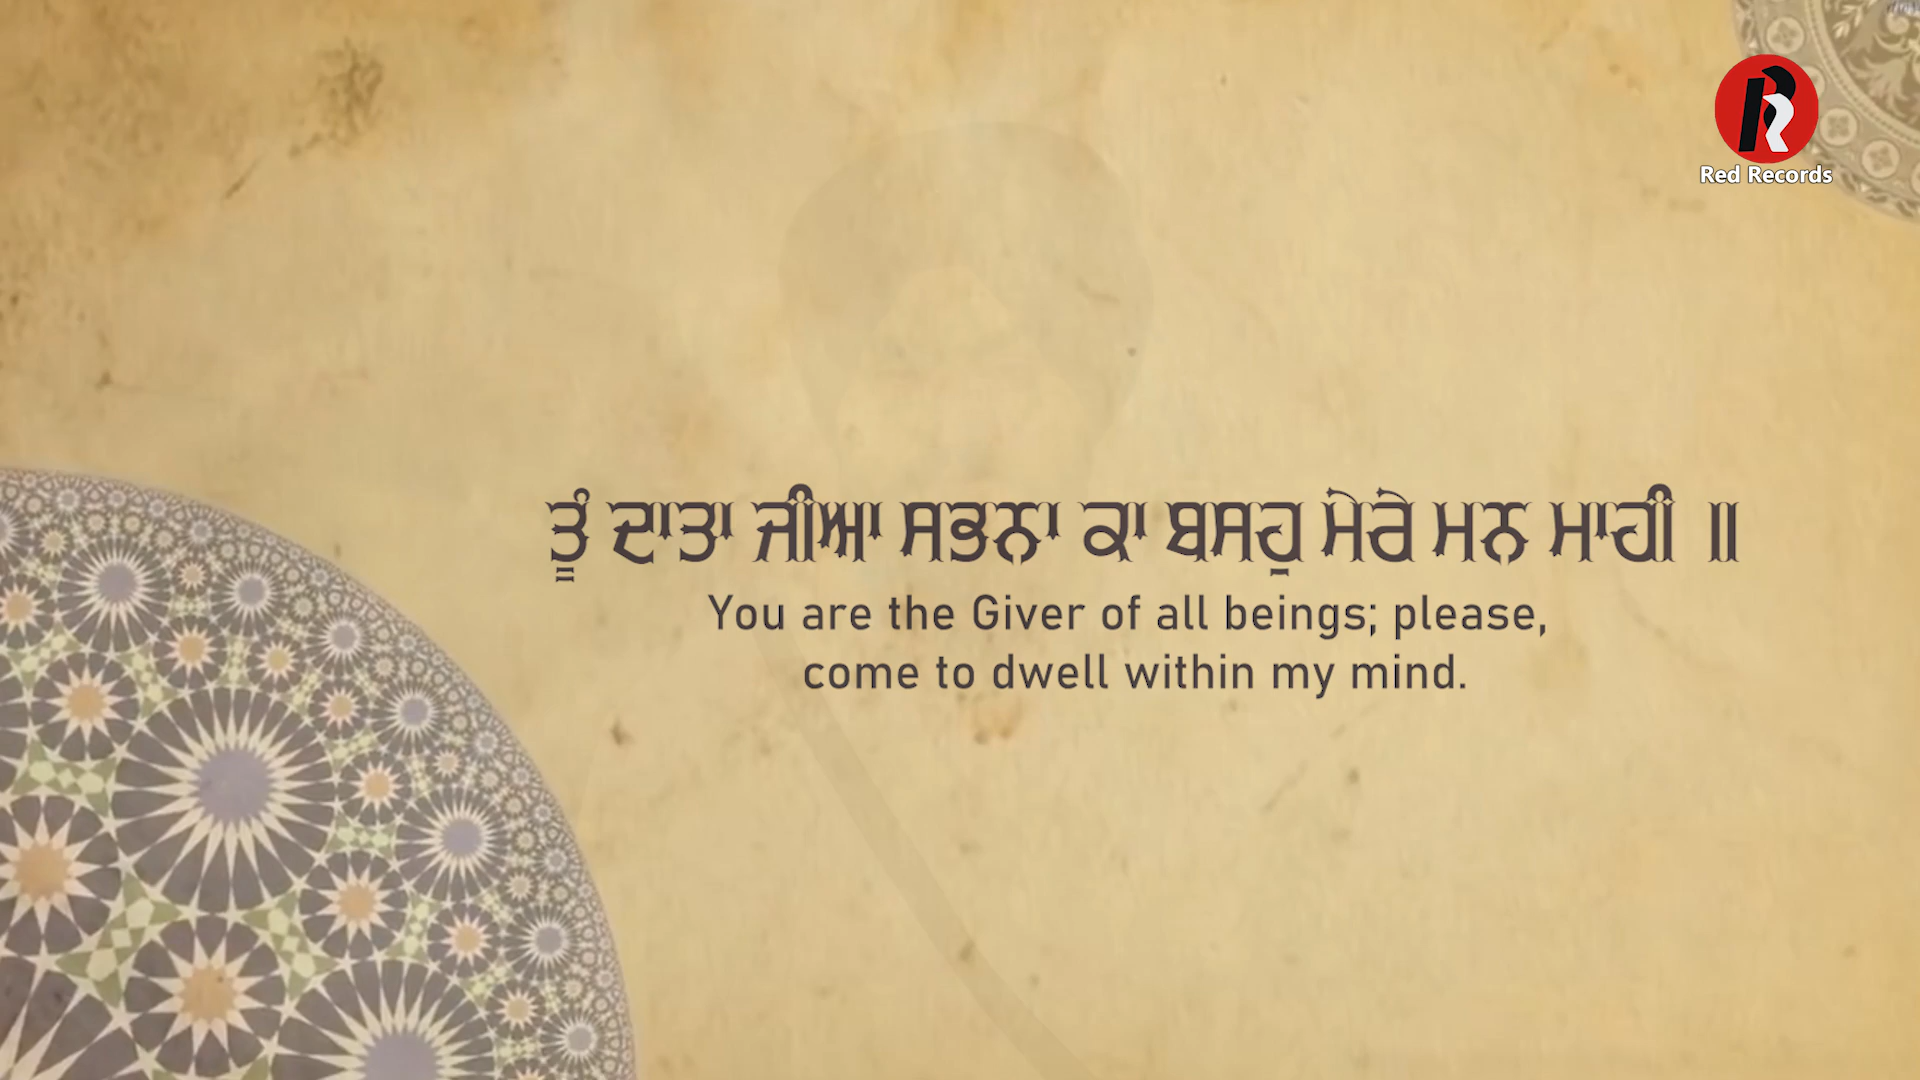 Red Records
ਤੂੰ ਦਾਤਾ ਜੀਆ ਸਭਨਾ ਕਾ ਬਸਹੁ ਮੇਰੇ ਮਨ ਮਾਹੀ ॥
You are the Giver of all beings; please,
come to dwell within my mind.